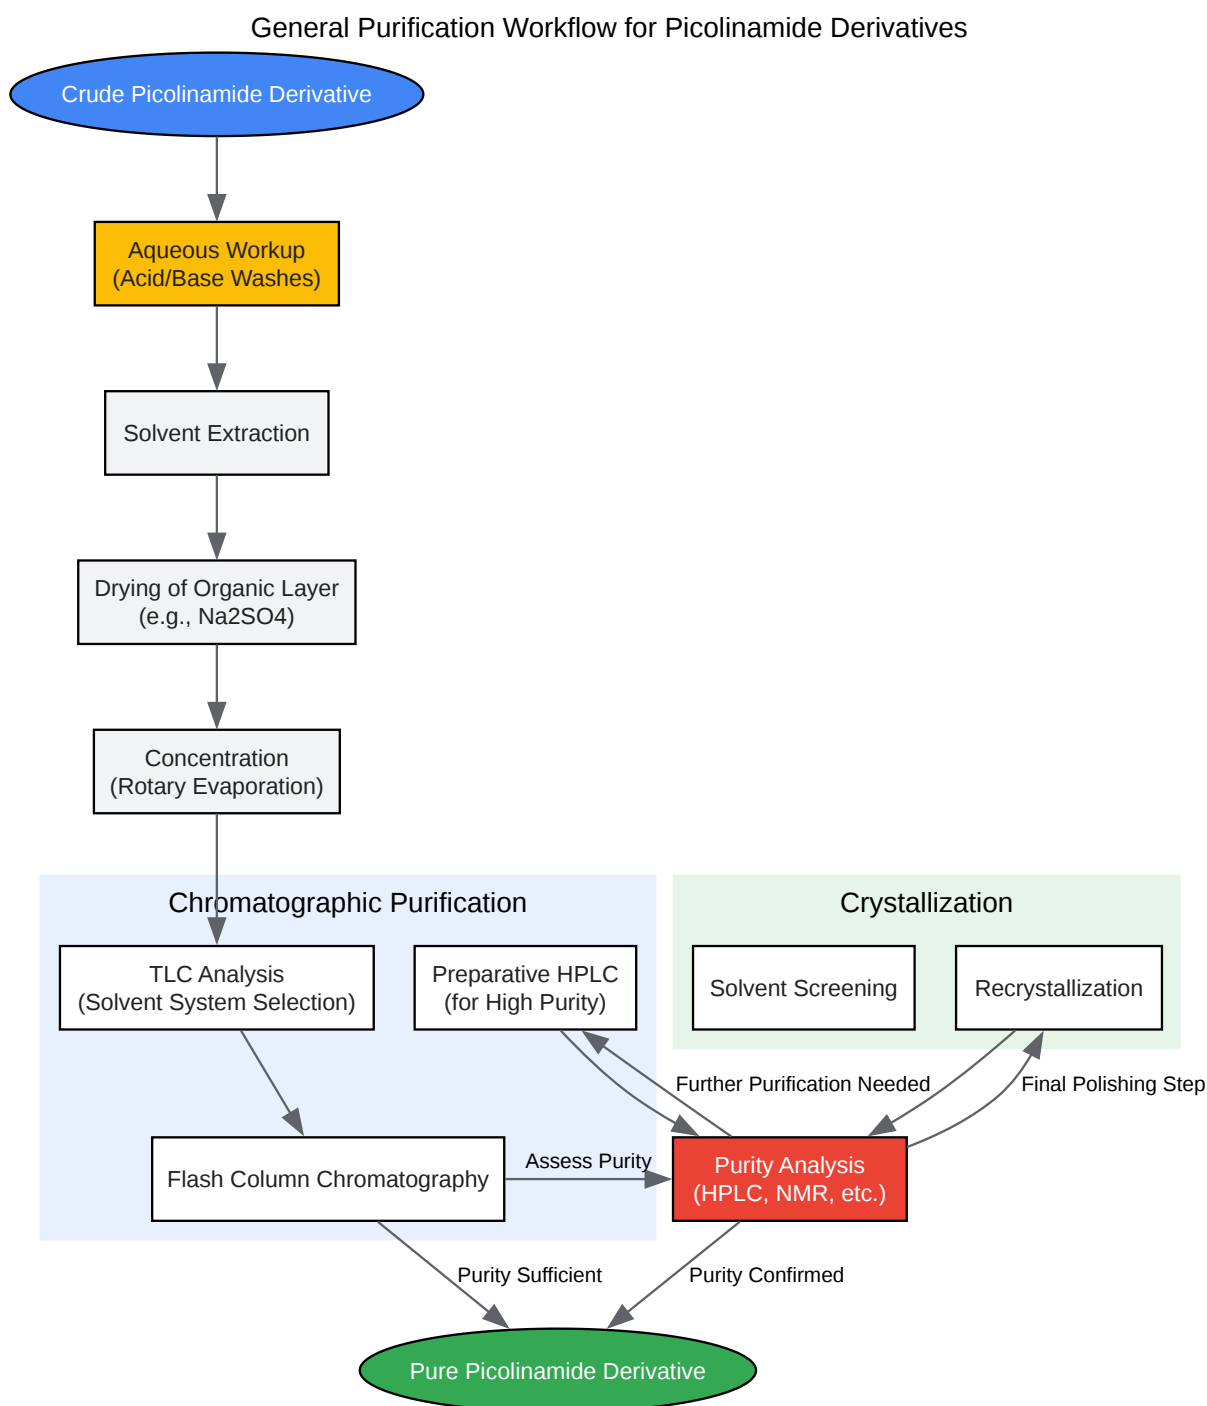 General Purification Workflow for Picolinamide Derivatives
Crude Picolinamide Derivative
Aqueous Workup
(Acid/Base Washes)
Solvent Extraction
Drying of Organic Layer
(e.g., Na2SO4)
Concentration
(Rotary Evaporation)
Chromatographic Purification
Crystallization
TLC Analysis
(Solvent System Selection)
Preparative HPLC
(for High Purity)
Solvent Screening
Recrystallization
Further Purification Needed
Final Polishing Step
Flash Column Chromatography
Assess Purity
Purity Analysis
(HPLC, NMR, etc.)
Purity Sufficient
Purity Confirmed
Pure Picolinamide Derivative